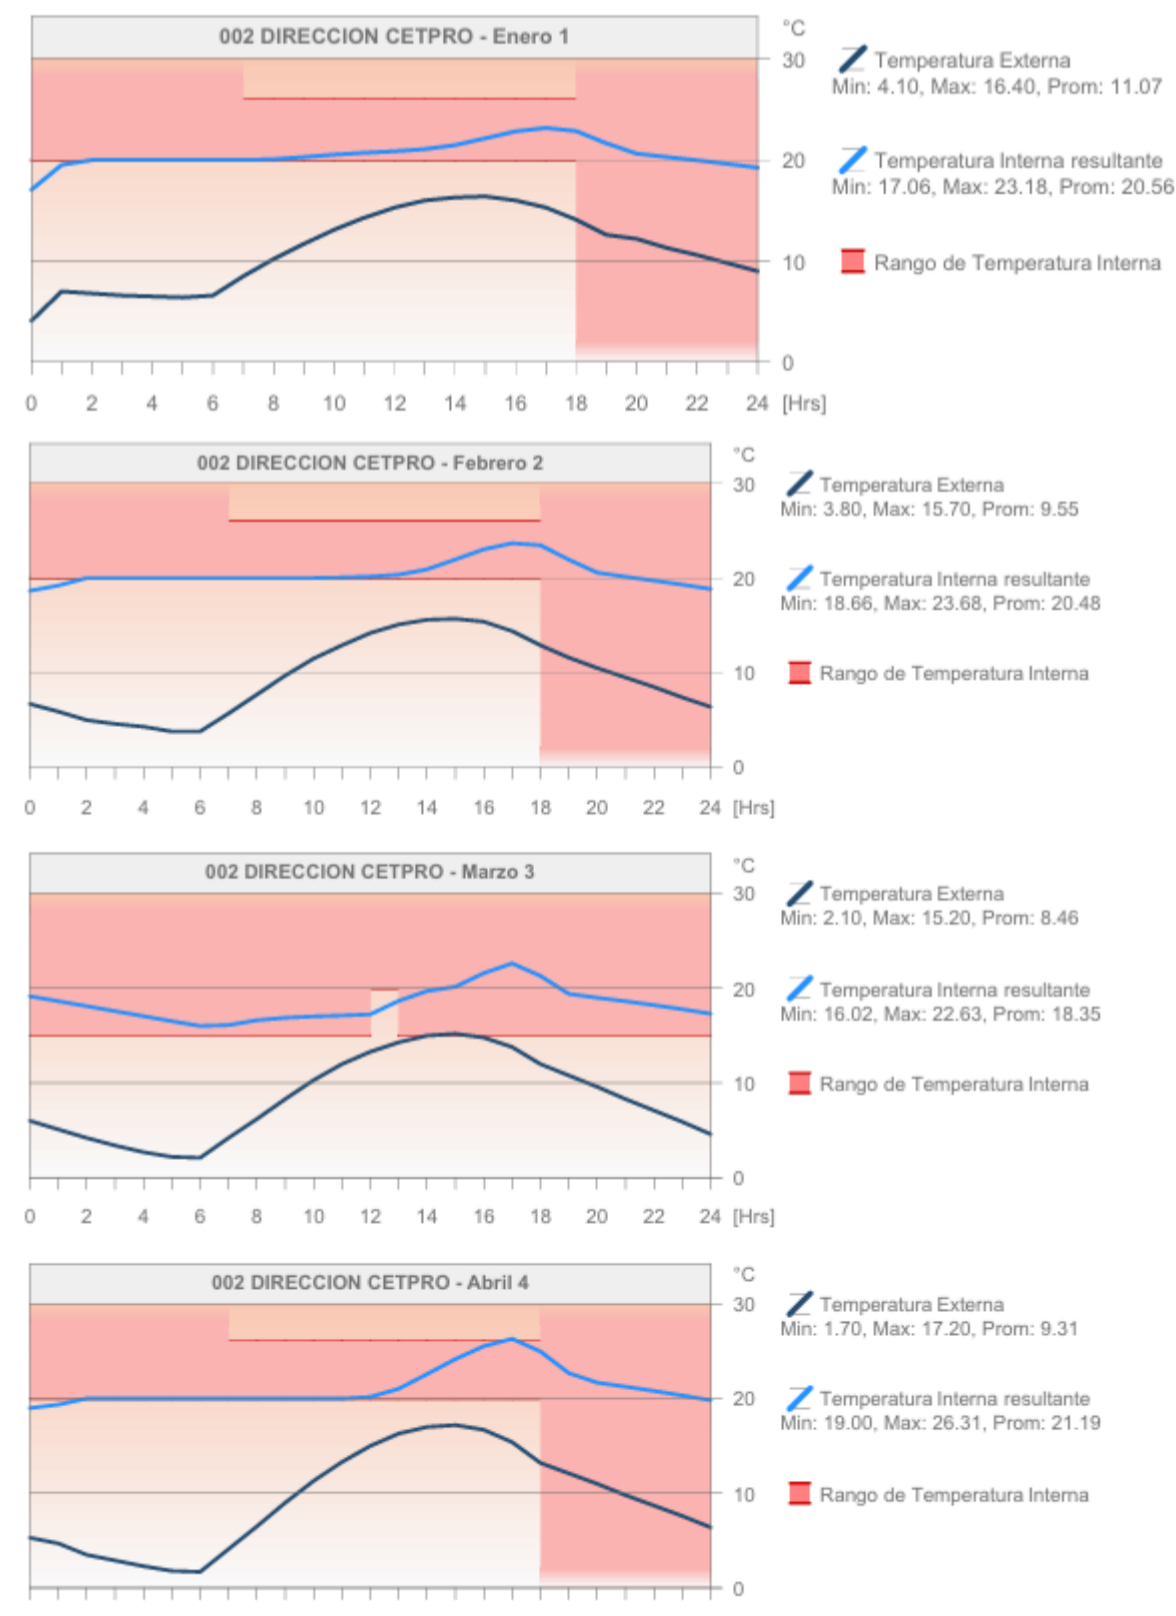 002 DIRECCION CETPRO - Enero 1
°C
30
20
10
0
0 2 4 6 8 10 12 14 16 18 20 22 24 [Hrs]
Temperatura Externa
Min: 4.10, Max: 16.40, Prom: 11.07
Temperatura Interna resultante
Min: 17.06, Max: 23.18, Prom: 20.56
Rango de Temperatura Interna
002 DIRECCION CETPRO - Febrero 2
°C
30
20
10
0
0 2 4 6 8 10 12 14 16 18 20 22 24 [Hrs]
Temperatura Externa
Min: 3.80, Max: 15.70, Prom: 9.55
Temperatura Interna resultante
Min: 18.66, Max: 23.68, Prom: 20.48
Rango de Temperatura Interna
002 DIRECCION CETPRO - Marzo 3
°C
30
20
10
0
0 2 4 6 8 10 12 14 16 18 20 22 24 [Hrs]
Temperatura Externa
Min: 2.10, Max: 15.20, Prom: 8.46
Temperatura Interna resultante
Min: 16.02, Max: 22.63, Prom: 18.35
Rango de Temperatura Interna
002 DIRECCION CETPRO - Abril 4
°C
30
20
10
0
Temperatura Externa
Min: 1.70, Max: 17.20, Prom: 9.31
Temperatura Interna resultante
Min: 19.00, Max: 26.31, Prom: 21.19
Rango de Temperatura Interna